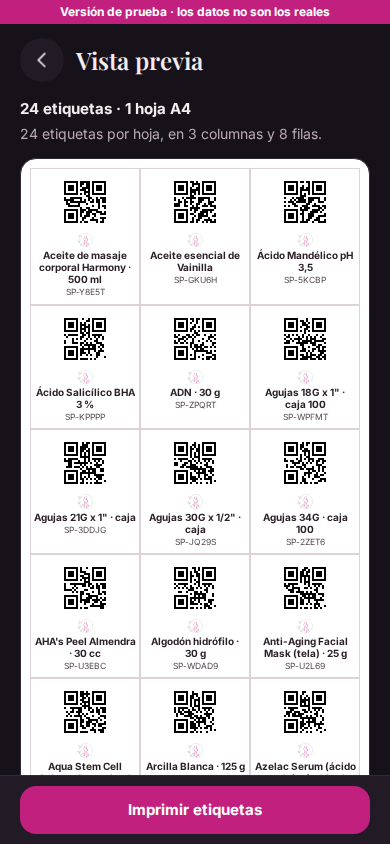 Versión de prueba · los datos no son los reales
Vista previa
24 etiquetas · 1 hoja A4
24 etiquetas por hoja, en 3 columnas y 8 filas.
Aceite de masaje
corporal Harmony ·
500 ml
SP-Y8E5T
Aceite esencial de
Vainilla
SP-GKU6H
Ácido Mandélico pH
3,5
SP-5KCBP
Ácido Salicílico BHA
3 %
SP-KPPPP
ADN · 30 g
SP-ZPQRT
Agujas 18G x 1" ·
caja 100
SP-WPFMT
Agujas 21G x 1" · caja
SP-3DDJG
Agujas 30G x 1/2" ·
caja
SP-JQ29S
Agujas 34G · caja
100
SP-2ZET6
AHA's Peel Almendra
· 30 cc
SP-U3EBC
Algodón hidrófilo ·
30 g
SP-WDAD9
Anti-Aging Facial
Mask (tela) · 25 g
SP-U2L69
Aqua Stem Cell
Arcilla Blanca · 125 g
Azelac Serum (ácido
Imprimir etiquetas